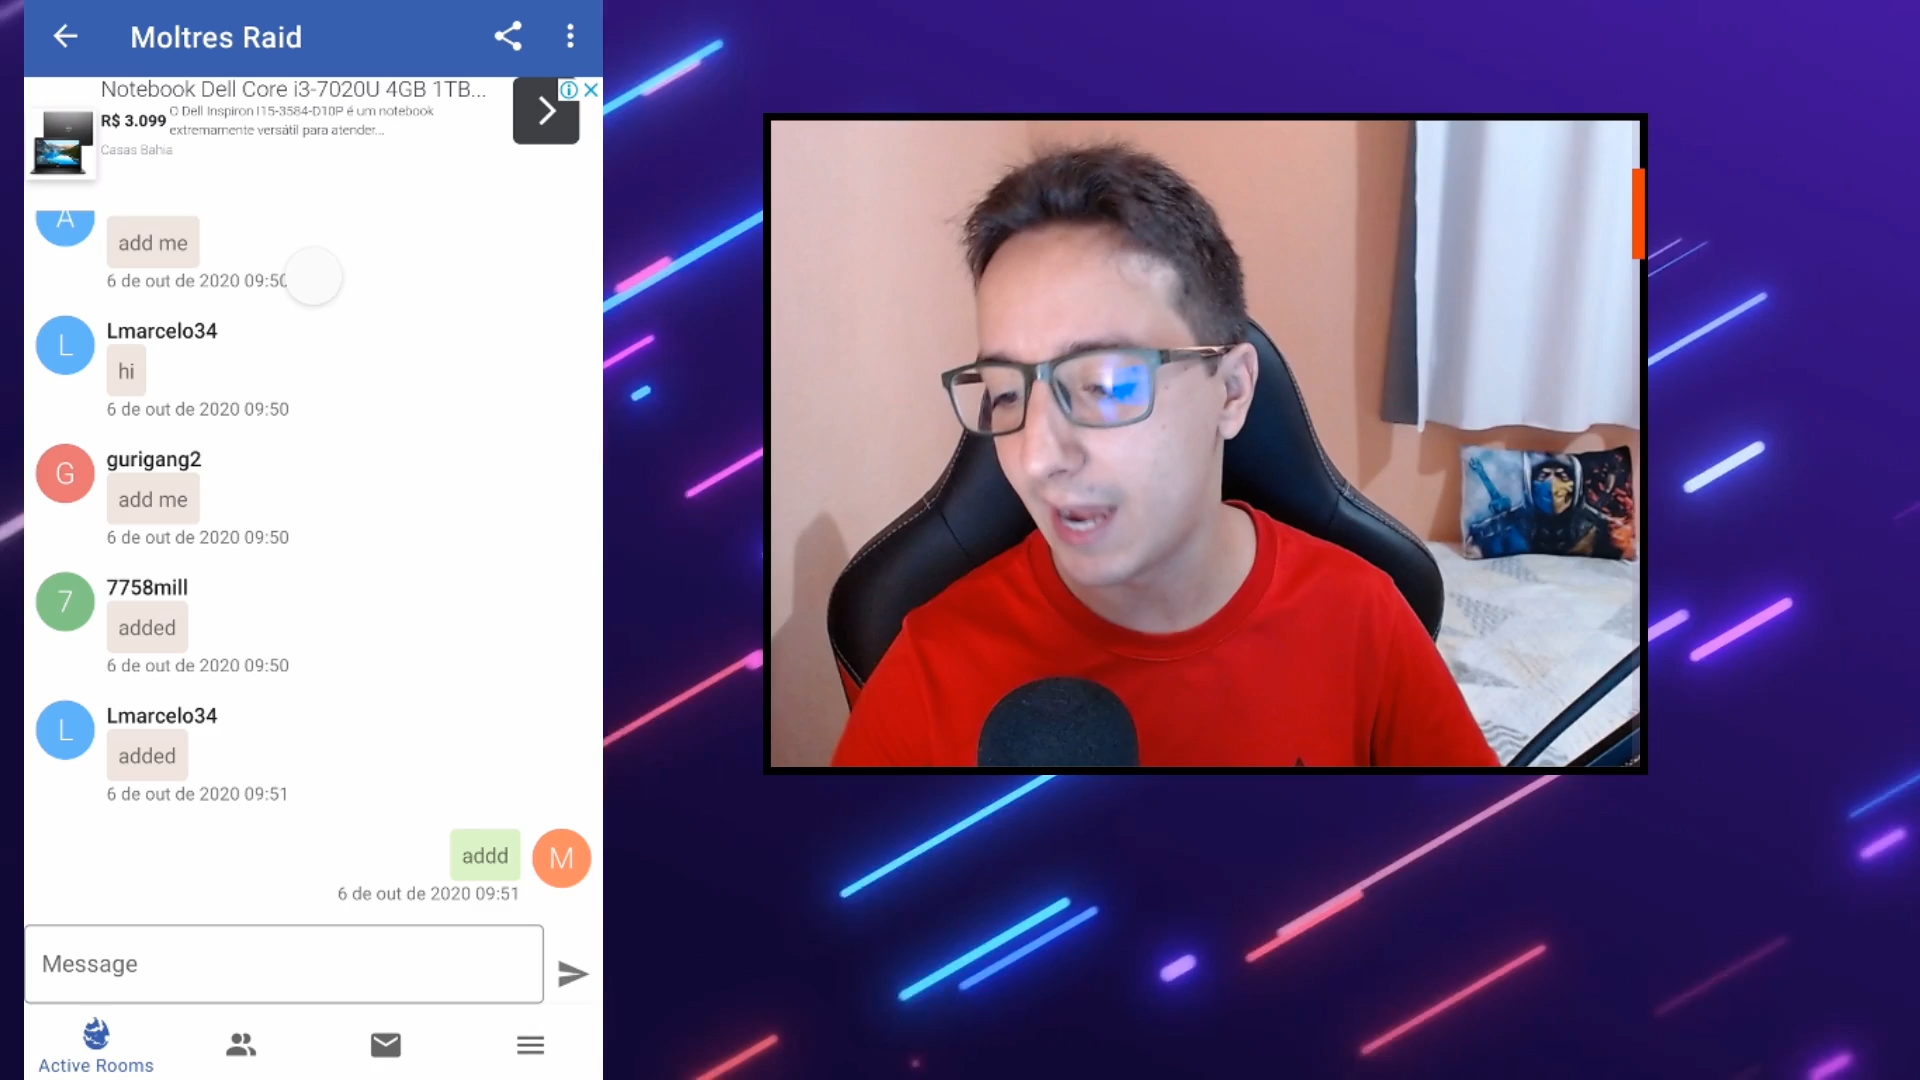 Moltres Raid
Notebook Dell Core i3-7020U 4GB 1TB...
R$ 3.099
O Dell Inspiron I15-3584-D10P é um notebook
extremamente versátil para atender...
Casas Bahia
A
add me
6 de out de 2020 09:50
Lmarcelo34
L
hi
6 de out de 2020 09:50
gurigang2
G
add me
6 de out de 2020 09:50
7758mill
7
added
6 de out de 2020 09:50
Lmarcelo34
L
added
6 de out de 2020 09:51
addd
M
6 de out de 2020 09:51
Message
Active Rooms